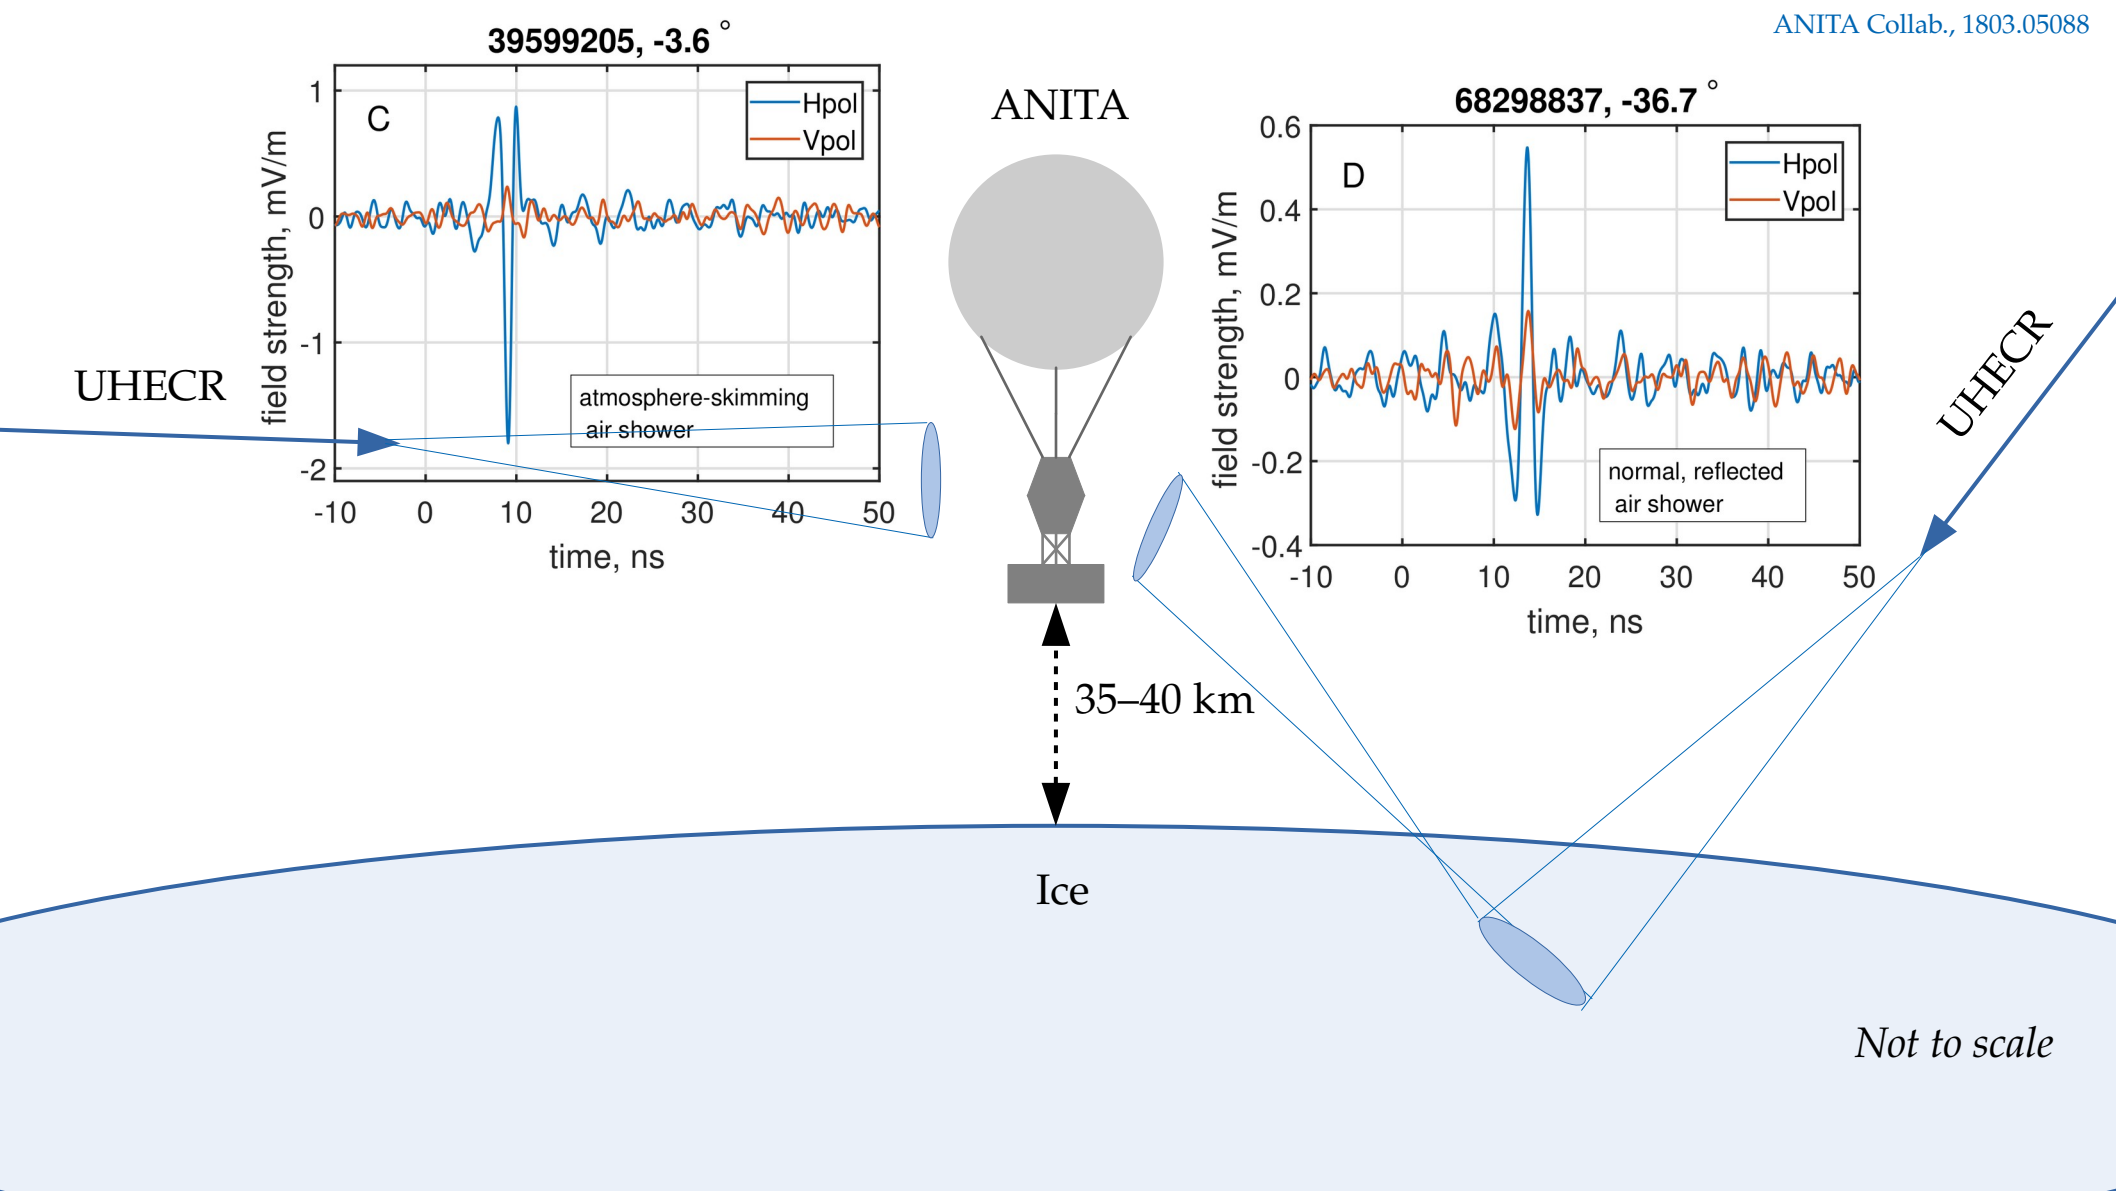 ANITA Collab., 1803.05088
39599205, -3.6 °
C
Hpol
Vpol
1
0
-1
-2
field strength, mV/m
atmosphere-skimming
air shower
-10 0 10 20 30 40 50
time, ns
UHECR
ANITA
68298837, -36.7 °
D
Hpol
Vpol
0.6
0.4
0.2
0
-0.2
-0.4
field strength, mV/m
normal, reflected
air shower
-10 0 10 20 30 40 50
time, ns
UHECR
35–40 km
Ice
Not to scale